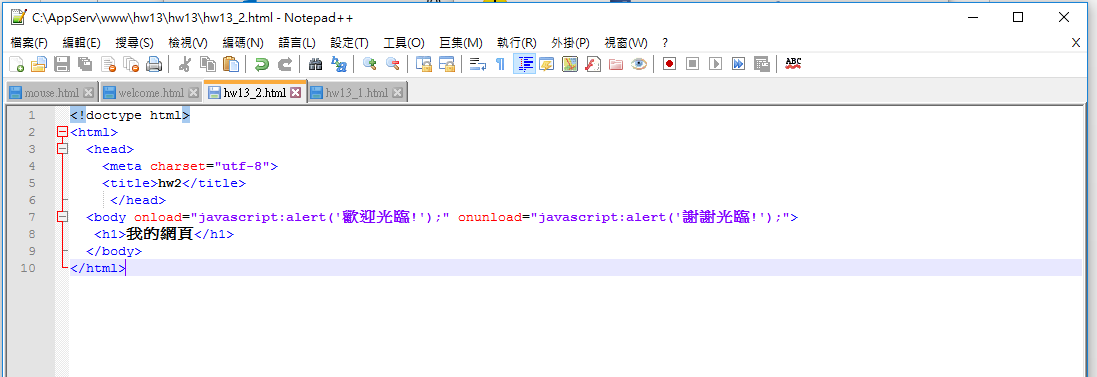 C:\AppServ\www\hw13\hw13\hw13_2.html - Notepad++
檔案(F) 編輯(E) 搜尋(S) 檢視(V) 編碼(N) 語言(L) 設定(T) 工具(O) 巨集(M) 執行(R) 外掛(P) 視窗(W) ? X
ABC
mouse.html welcome.html hw13_2.html hw13_1.html
1 <!doctype html>
2 <html>
3 <head>
4 <meta charset="utf-8">
5 <title>hw2</title>
6 </head>
7 <body onload="javascript:alert('歡迎光臨!');" onunload="javascript:alert('謝謝光臨!');">
8 <h1>我的網頁</h1>
9 </body>
10 </html>